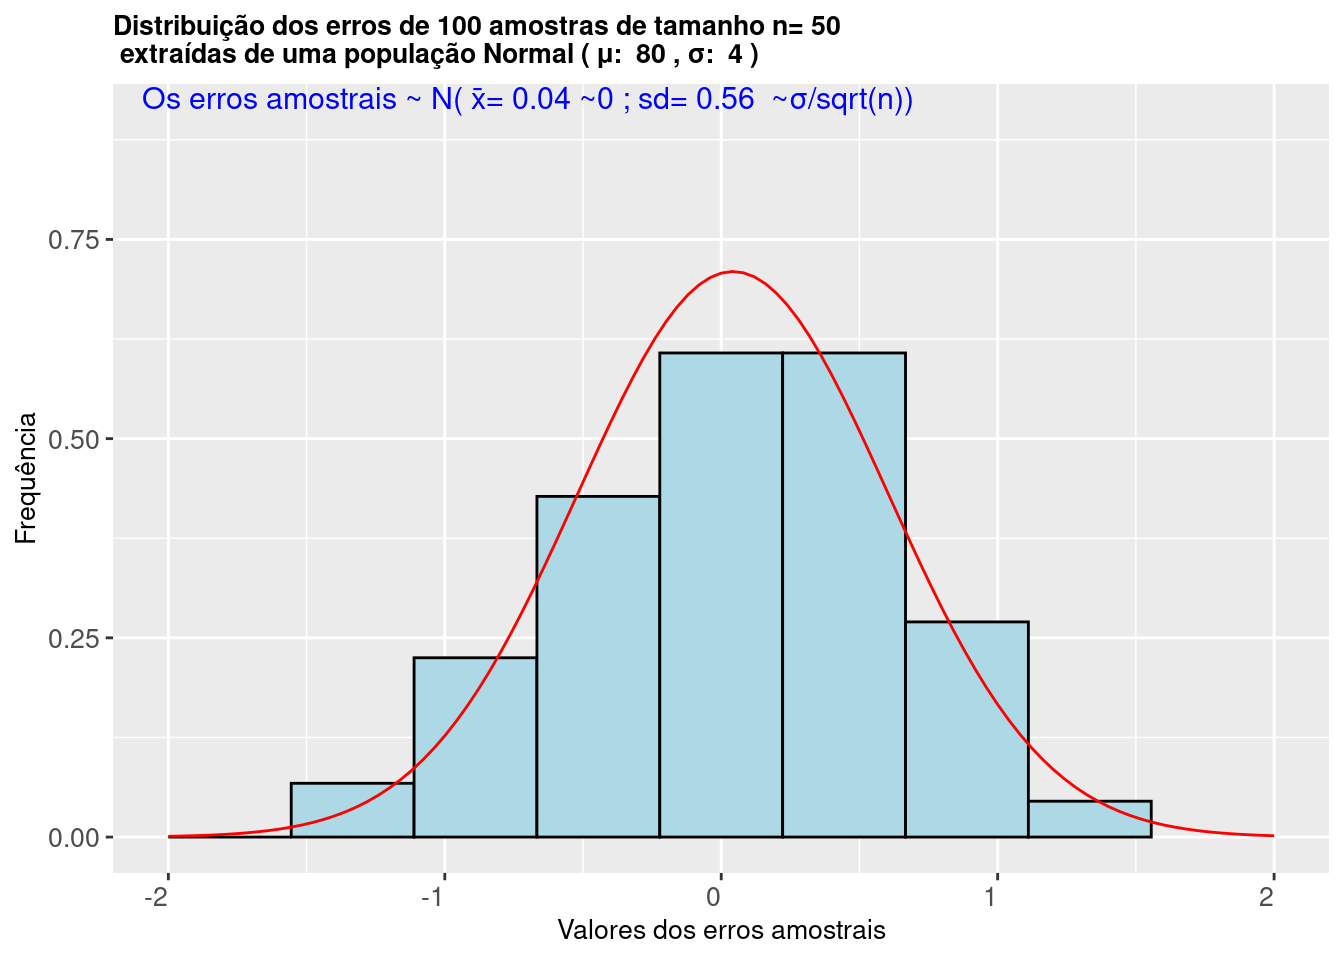 Distribuição dos erros de 100 amostras de tamanho n= 50
extraídas de uma população Normal ( μ:  80 , σ:  4 )
Os erros amostrais ~ N( x̄= 0.04 ~0 ; sd= 0.56  ~σ/sqrt(n))
Frequência
0.75
0.50
0.25
0.00
-2
-1
0
1
2
Valores dos erros amostrais